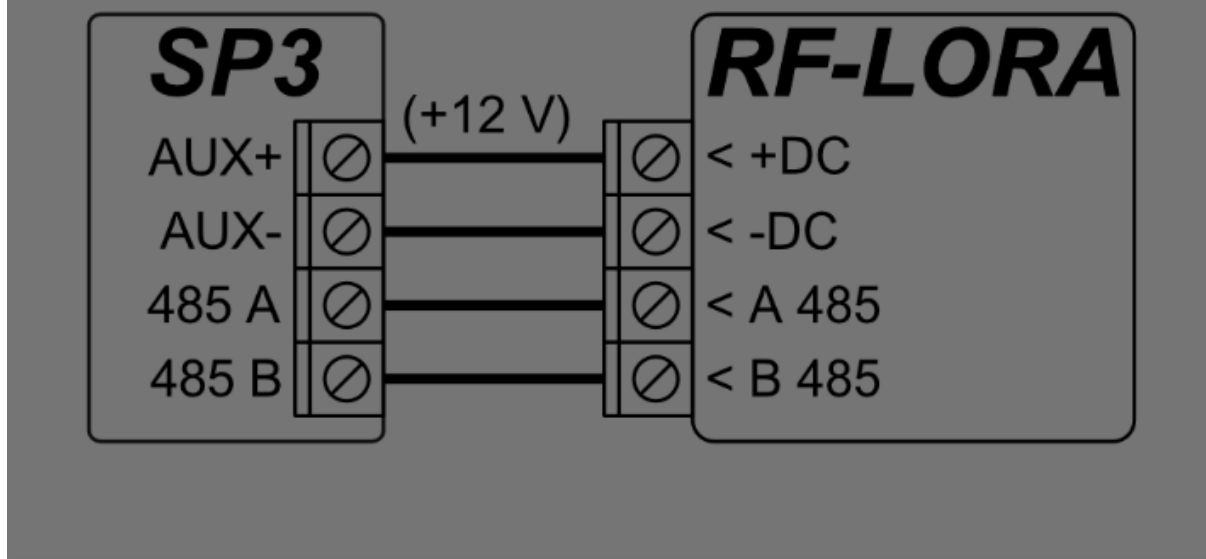 SP3
RF-LORA
(+12 V)
AUX+
< +DC
AUX-
< -DC
485 A
< A 485
485 B
< B 485